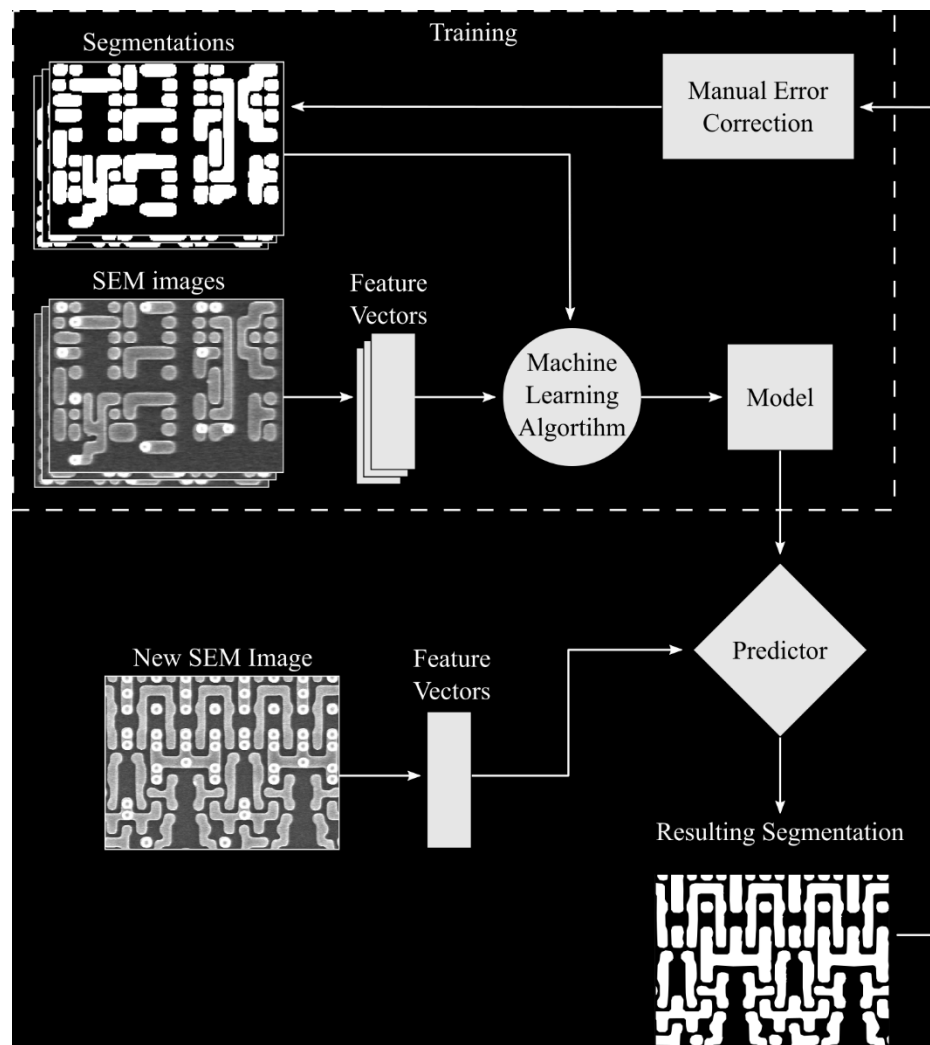 Training
Segmentations
Manual Error
Correction
SEM images
Feature
Vectors
Machine
Learning
Algortihm
Model
New SEM Image
Feature
Vectors
Predictor
Resulting Segmentation